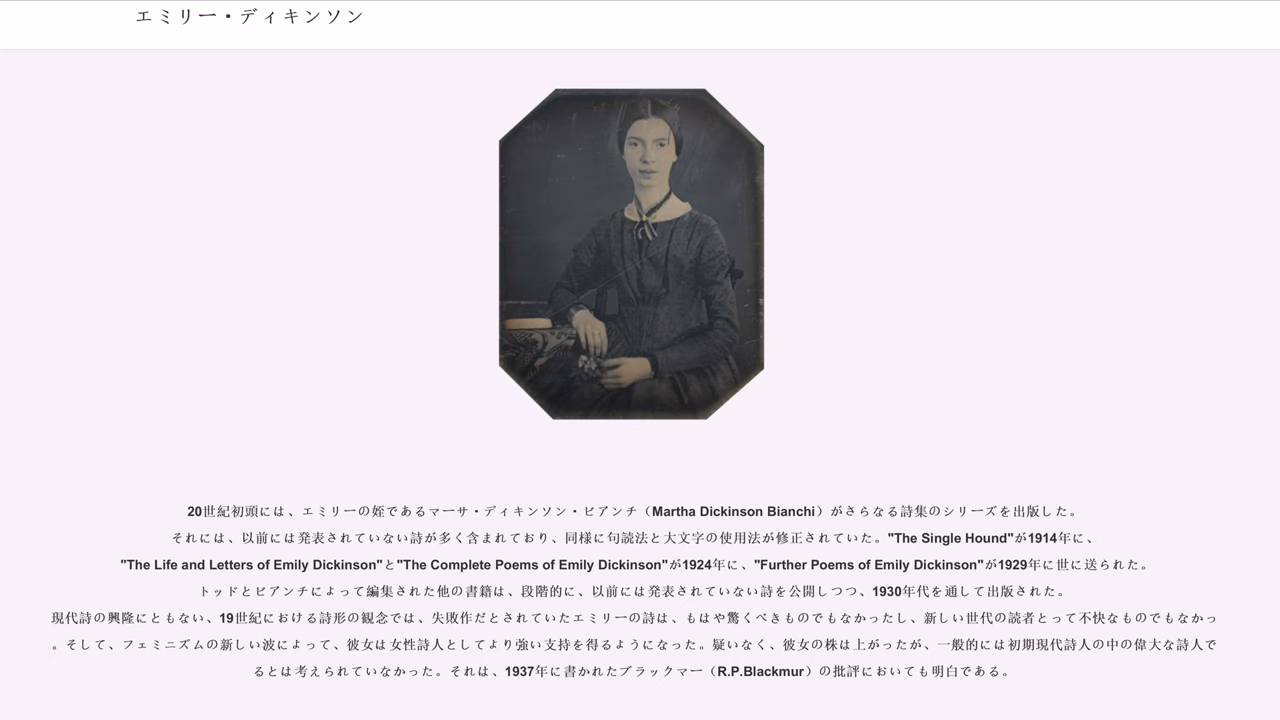 エミリー・ディキンソン
20世紀初頭には、エミリーの姪であるマーサ・ディキンソン・ビアンチ（Martha Dickinson Bianchi）がさらなる詩集のシリーズを出版した。
それには、以前には発表されていない詩が多く含まれており、同様に句読法と大文字の使用法が修正されていた。"The Single Hound"が1914年に、
"The Life and Letters of Emily Dickinson"と"The Complete Poems of Emily Dickinson"が1924年に、"Further Poems of Emily Dickinson"が1929年に世に送られた。
トッドとビアンチによって編集された他の書籍は、段階的に、以前には発表されていない詩を公開しつつ、1930年代を通して出版された。
現代詩の興隆にともない、19世紀における詩形の観念では、失敗作だとされていたエミリーの詩は、もはや驚くべきものでもなかったし、新しい世代の読者とって不快なものでもなかっ
。そして、フェミニズムの新しい波によって、彼女は女性詩人としてより強い支持を得るようになった。疑いなく、彼女の株は上がったが、一般的には初期現代詩人の中の偉大な詩人で
るとは考えられていなかった。それは、1937年に書かれたブラックマー（R.P.Blackmur）の批評においても明白である。